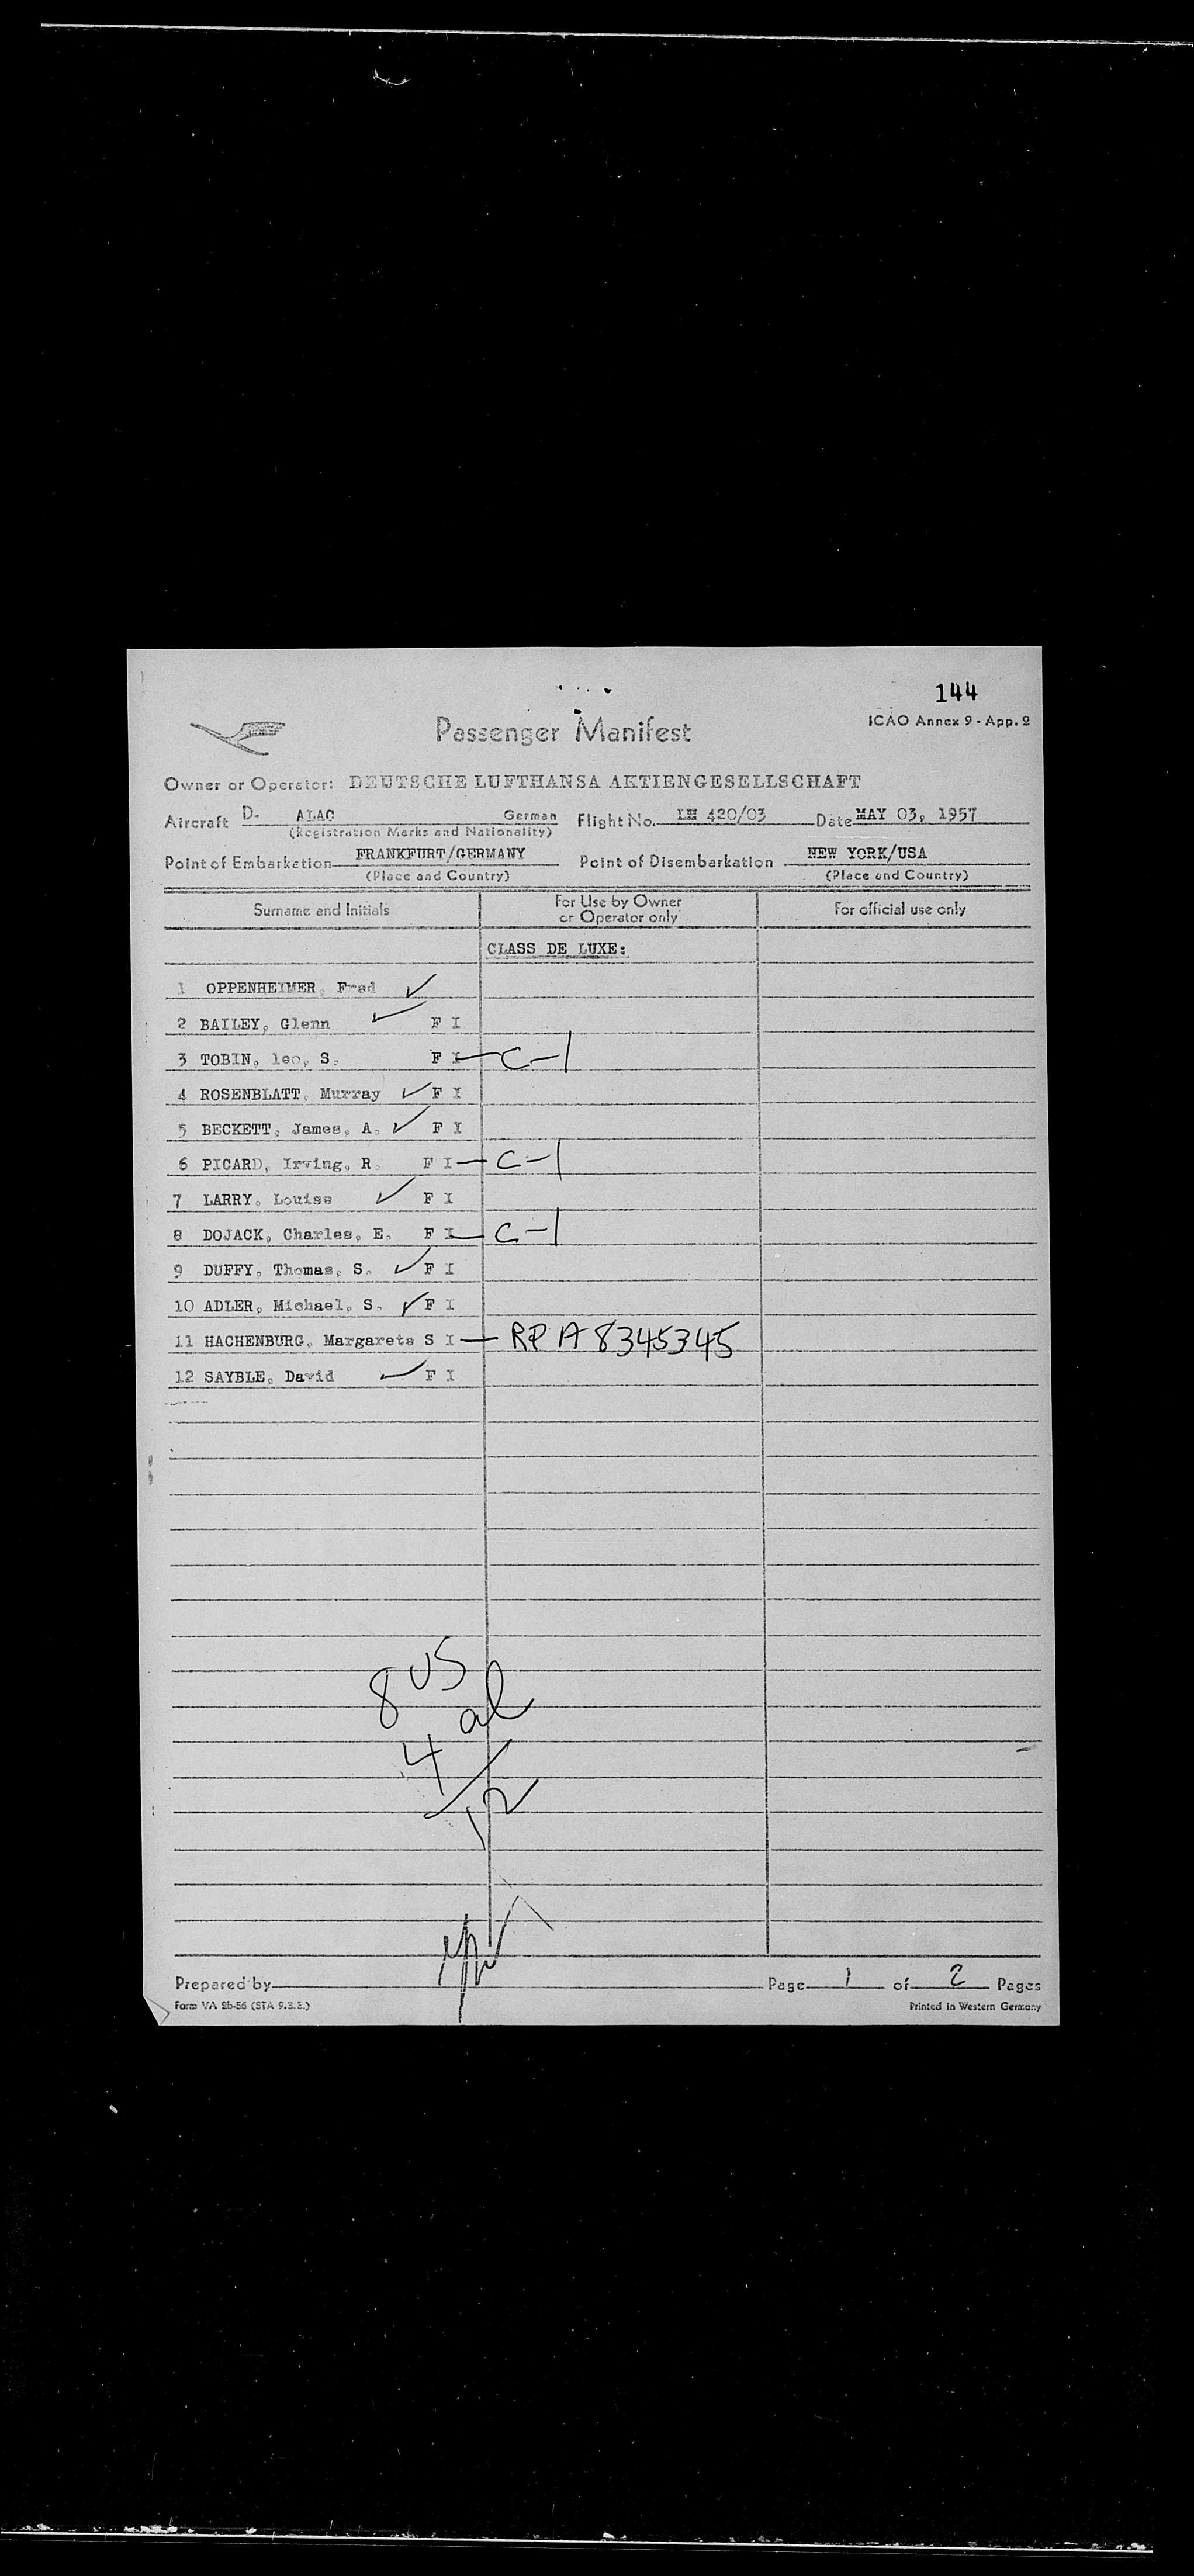 144
ICAO Annex 9 - App. 2
Passenger Manifest
Owner or Operator: DEUTSCHE LUFTHANSA AKTIENGESELLSCHAFT
Aircraft D- ALAC German Flight No. LH 420/03 Date MAY 03, 1957
(Registration Marks and Nationality)
Point of Embarkation FRANKFURT/GERMANY Point of Disembarkation NEW YORK/USA
(Place and Country) (Place and Country)
Surname and Initials For Use by Owner or Operator only For official use only
CLASS DE LUXE:
1 OPPENHEIMER, Fred ✓
2 BAILEY, Glenn ✓ F I
3 TOBIN, leo, S. F I — C-1
4 ROSENBLATT, Murray ✓ F I
5 BECKETT, James, A. ✓ F I
6 PICARD, Irving, R. F I — C-1
7 LARRY, Louise ✓ F I
8 DOJACK, Charles, E. F I — C-1
9 DUFFY, Thomas, S. ✓ F I
10 ADLER, Michael, S. ✓ F I
11 HACHENBURG, Margarete S I — RP A 8345345
12 SAYBLE, David ✓ F I
8 US
4 al
12
Prepared by Page 1 of 2 Pages
Form VA 2b-56 (STA 9.3.2.) Printed in Western Germany